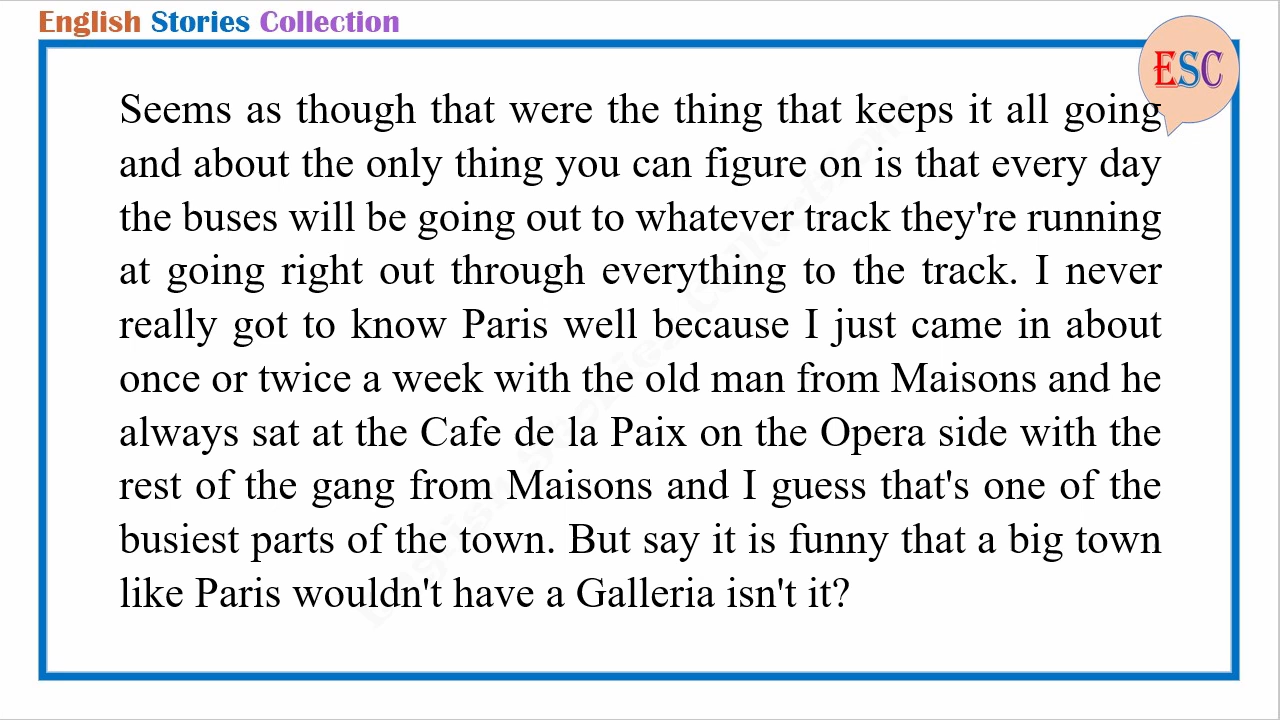 English Stories Collection
ESC
Seems as though that were the thing that keeps it all going
and about the only thing you can figure on is that every day
the buses will be going out to whatever track they're running
at going right out through everything to the track. I never
really got to know Paris well because I just came in about
once or twice a week with the old man from Maisons and he
always sat at the Cafe de la Paix on the Opera side with the
rest of the gang from Maisons and I guess that's one of the
busiest parts of the town. But say it is funny that a big town
like Paris wouldn't have a Galleria isn't it?
English Stories Collection